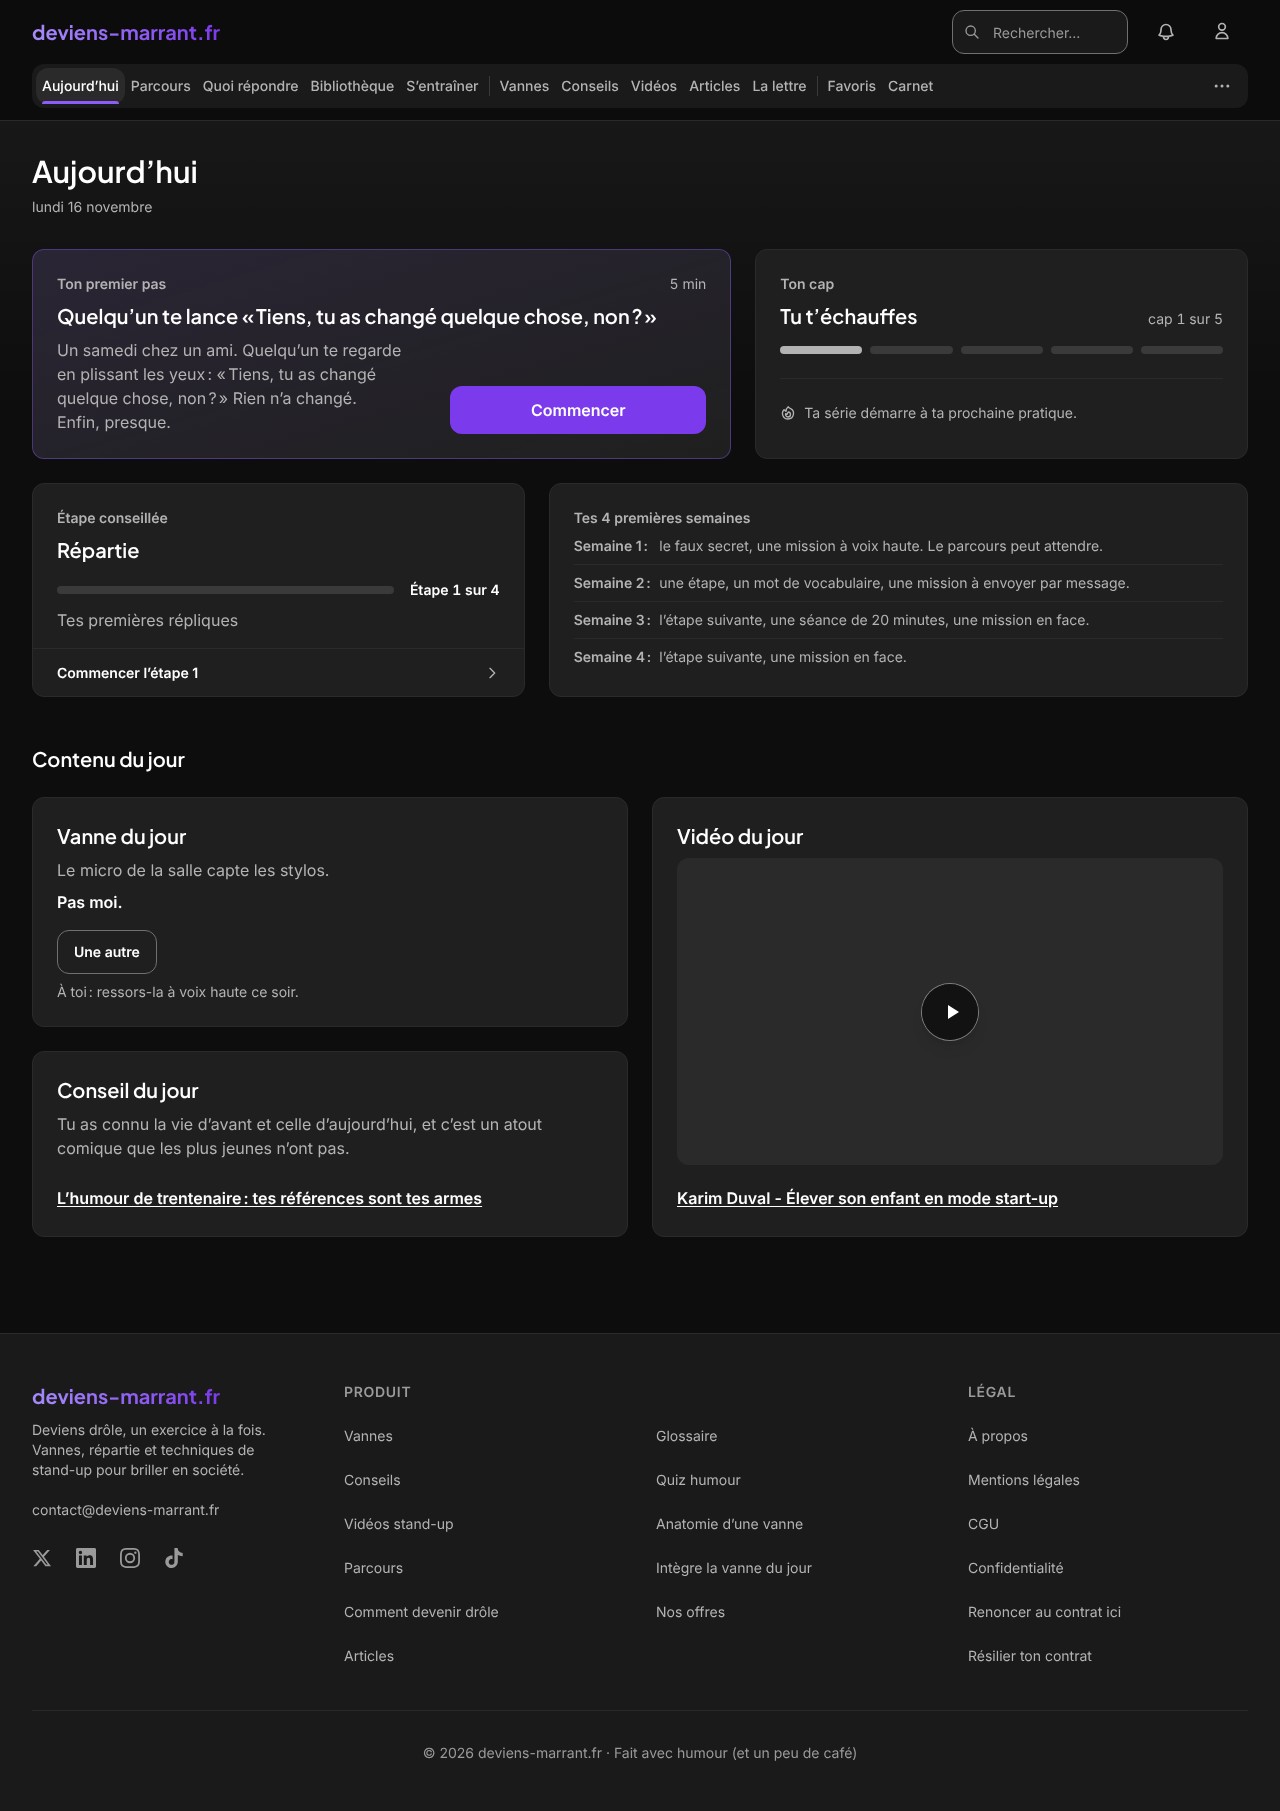 deviens-marrant.fr
Rechercher...
Aujourd’hui
Parcours
Quoi répondre
Bibliothèque
S’entraîner
Vannes
Conseils
Vidéos
Articles
La lettre
Favoris
Carnet
Aujourd’hui
lundi 16 novembre
Ton premier pas
5 min
Quelqu’un te lance « Tiens, tu as changé quelque chose, non ? »
Un samedi chez un ami. Quelqu’un te regarde
en plissant les yeux : « Tiens, tu as changé
quelque chose, non ? » Rien n’a changé.
Enfin, presque.
Commencer
Ton cap
Tu t’échauffes
cap 1 sur 5
Ta série démarre à ta prochaine pratique.
Étape conseillée
Répartie
Étape 1 sur 4
Tes premières répliques
Commencer l’étape 1
Tes 4 premières semaines
Semaine 1 : le faux secret, une mission à voix haute. Le parcours peut attendre.
Semaine 2 : une étape, un mot de vocabulaire, une mission à envoyer par message.
Semaine 3 : l’étape suivante, une séance de 20 minutes, une mission en face.
Semaine 4 : l’étape suivante, une mission en face.
Contenu du jour
Vanne du jour
Le micro de la salle capte les stylos.
Pas moi.
Une autre
À toi : ressors-la à voix haute ce soir.
Conseil du jour
Tu as connu la vie d’avant et celle d’aujourd’hui, et c’est un atout
comique que les plus jeunes n’ont pas.
L’humour de trentenaire : tes références sont tes armes
Vidéo du jour
Karim Duval - Élever son enfant en mode start-up
deviens-marrant.fr
Deviens drôle, un exercice à la fois.
Vannes, répartie et techniques de
stand-up pour briller en société.
contact@deviens-marrant.fr
PRODUIT
Vannes
Conseils
Vidéos stand-up
Parcours
Comment devenir drôle
Articles
Glossaire
Quiz humour
Anatomie d’une vanne
Intègre la vanne du jour
Nos offres
LÉGAL
À propos
Mentions légales
CGU
Confidentialité
Renoncer au contrat ici
Résilier ton contrat
© 2026 deviens-marrant.fr · Fait avec humour (et un peu de café)